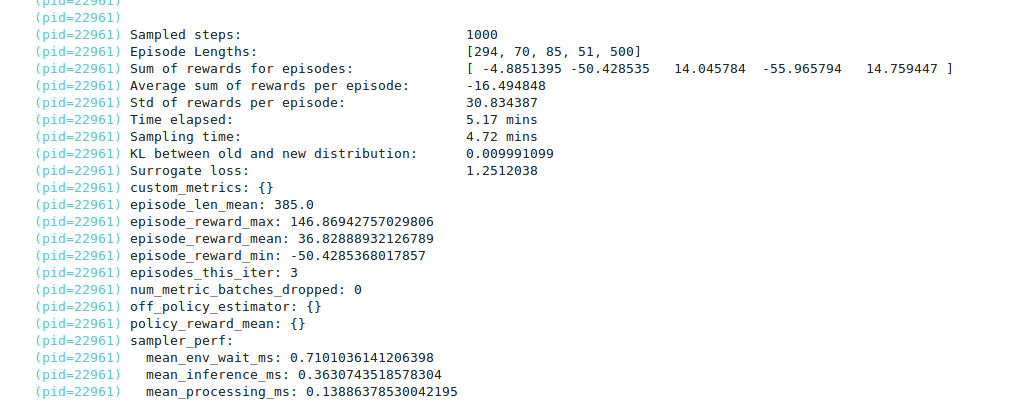 (pid=22961)
(pid=22961)
(pid=22961) Sampled steps: 1000
(pid=22961) Episode Lengths: [294, 70, 85, 51, 500]
(pid=22961) Sum of rewards for episodes: [ -4.8851395 -50.428535 14.045784 -55.965794 14.759447 ]
(pid=22961) Average sum of rewards per episode: -16.494848
(pid=22961) Std of rewards per episode: 30.834387
(pid=22961) Time elapsed: 5.17 mins
(pid=22961) Sampling time: 4.72 mins
(pid=22961) KL between old and new distribution: 0.009991099
(pid=22961) Surrogate loss: 1.2512038
(pid=22961) custom_metrics: {}
(pid=22961) episode_len_mean: 385.0
(pid=22961) episode_reward_max: 146.86942757029806
(pid=22961) episode_reward_mean: 36.82888932126789
(pid=22961) episode_reward_min: -50.4285368017857
(pid=22961) episodes_this_iter: 3
(pid=22961) num_metric_batches_dropped: 0
(pid=22961) off_policy_estimator: {}
(pid=22961) policy_reward_mean: {}
(pid=22961) sampler_perf:
(pid=22961) mean_env_wait_ms: 0.7101036141206398
(pid=22961) mean_inference_ms: 0.3630743518578304
(pid=22961) mean_processing_ms: 0.13886378530042195